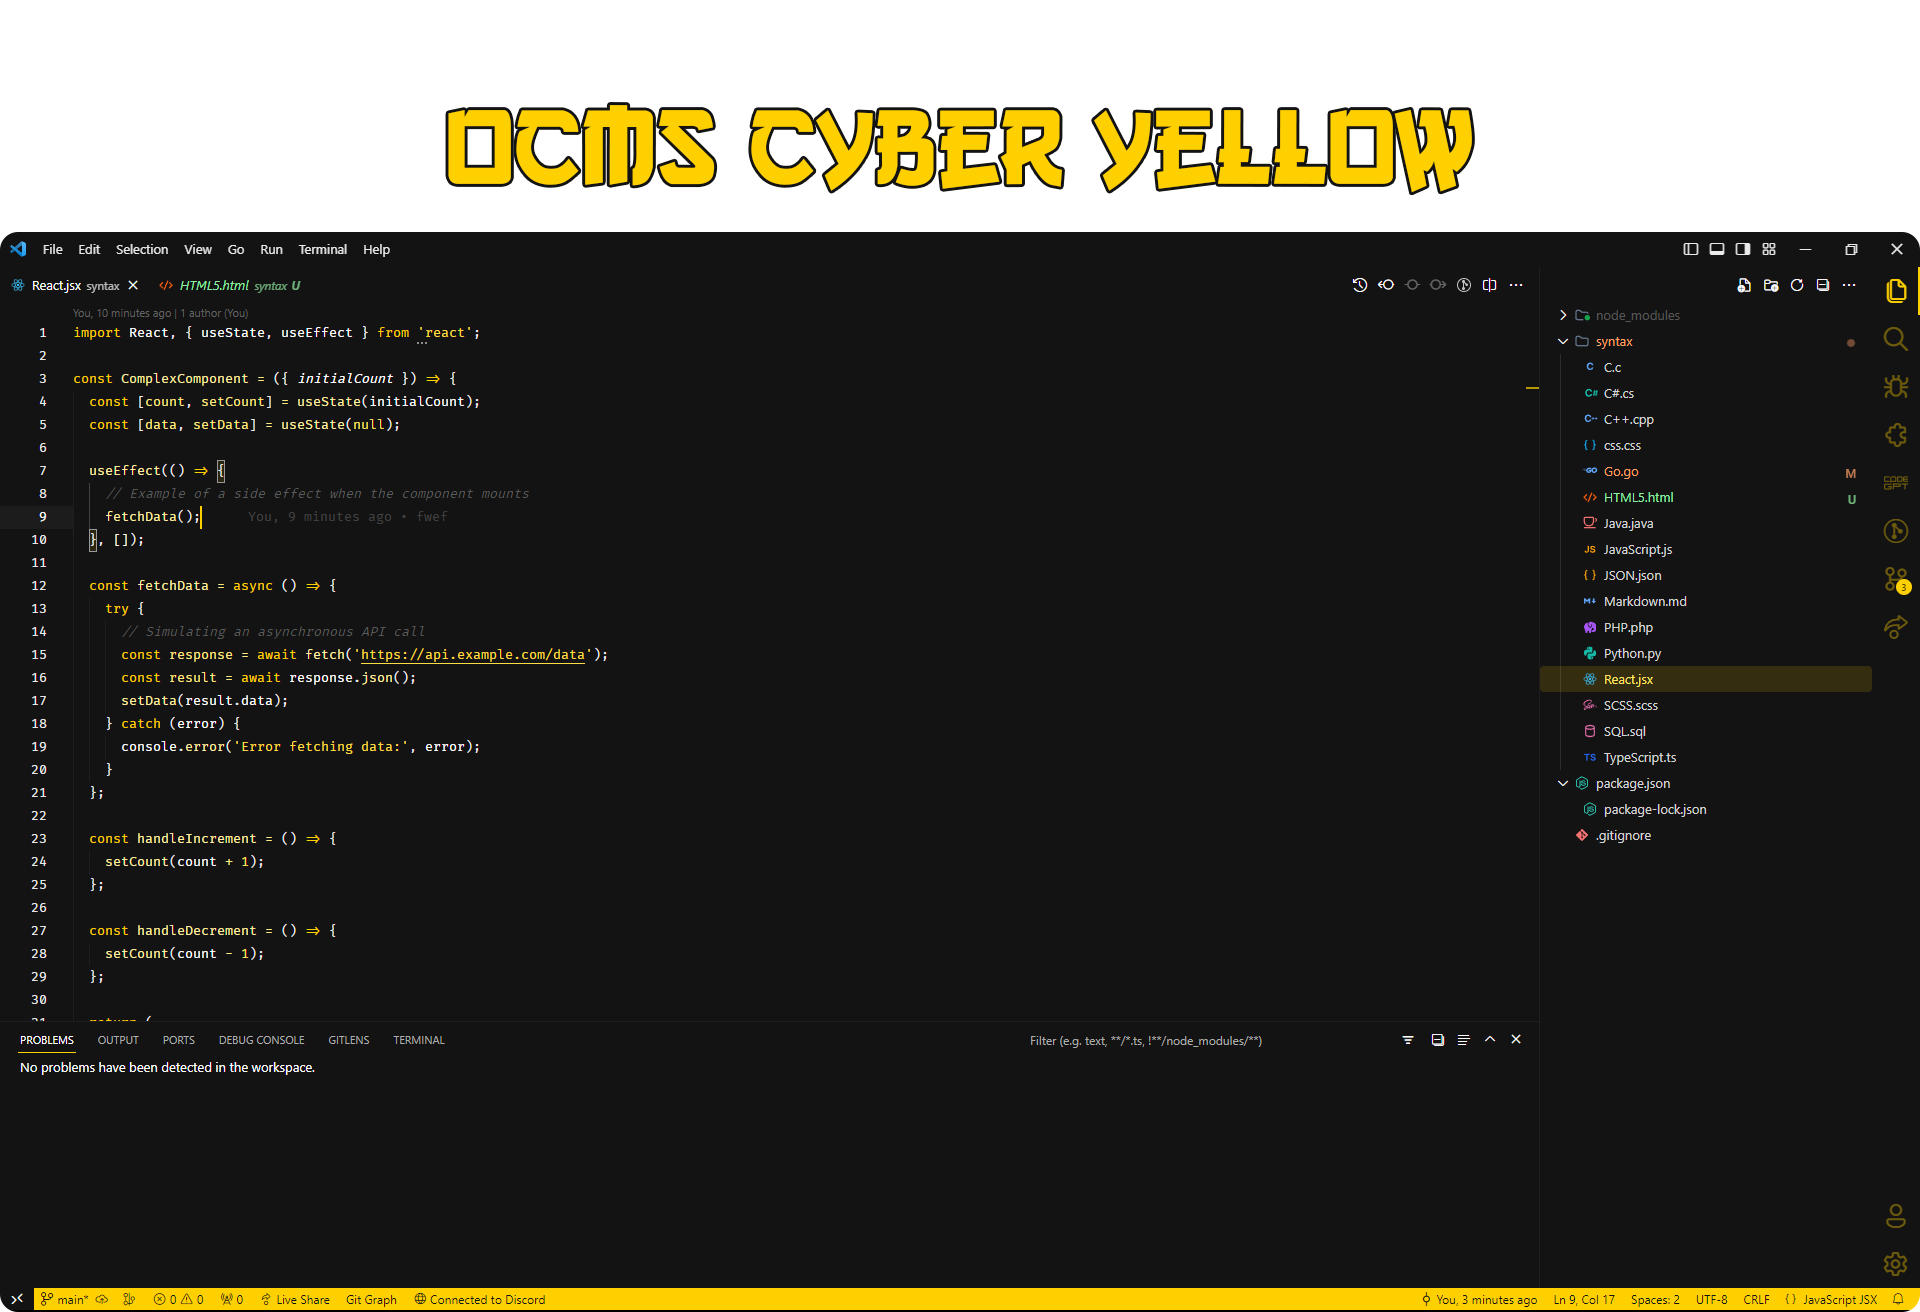 OCMS CYBER YELLOW
File Edit Selection View Go Run Terminal Help
React.jsx syntax
HTML5.html syntax U
You, 10 minutes ago | 1 author (You)
1 import React, { useState, useEffect } from 'react';
2
3 const ComplexComponent = ({ initialCount }) => {
4 const [count, setCount] = useState(initialCount);
5 const [data, setData] = useState(null);
6
7 useEffect(() => {
8 // Example of a side effect when the component mounts
9 fetchData(); You, 9 minutes ago • fwef
10 }, []);
11
12 const fetchData = async () => {
13 try {
14 // Simulating an asynchronous API call
15 const response = await fetch('https://api.example.com/data');
16 const result = await response.json();
17 setData(result.data);
18 } catch (error) {
19 console.error('Error fetching data:', error);
20 }
21 };
22
23 const handleIncrement = () => {
24 setCount(count + 1);
25 };
26
27 const handleDecrement = () => {
28 setCount(count - 1);
29 };
30
31 return (
node_modules
syntax
C C.c
C# C#.cs
C++ C++.cpp
{ } css.css
GO Go.go M
</> HTML5.html U
Java.java
JS JavaScript.js
{ } JSON.json
M↓ Markdown.md
PHP.php
Python.py
React.jsx
SCSS.scss
SQL.sql
TS TypeScript.ts
package.json
package-lock.json
.gitignore
CODE
GPT
3
PROBLEMS OUTPUT PORTS DEBUG CONSOLE GITLENS TERMINAL
Filter (e.g. text, **/*.ts, !**/node_modules/**)
No problems have been detected in the workspace.
main* 0 0 0 Live Share Git Graph Connected to Discord
You, 3 minutes ago Ln 9, Col 17 Spaces: 2 UTF-8 CRLF { } JavaScript JSX